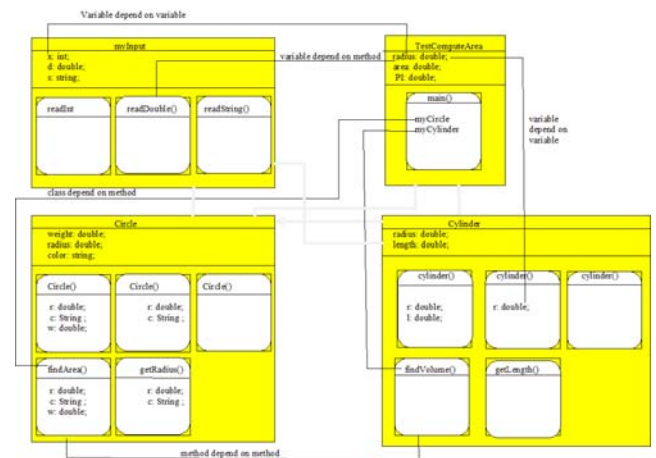 Variable depend on variable
myInput
x: int;
d: double;
s: string;
readInt
readDouble()
readString()
variable depend on method
TestComputeArea
radius: double;
area: double;
PI: double;
main()
myCircle
myCylinder
variable
depend on
variable
class depend on method
Circle
weight: double;
radius: double;
color: string;
Circle()
r: double;
c: String ;
w: double;
Circle()
r: double;
c: String ;
Circle()
findArea()
r: double;
c: String ;
w: double;
getRadius()
r: double;
c: String ;
Cylinder
radius: double;
length: double;
cylinder()
r: double;
l: double;
cylinder()
r: double;
cylinder()
findVolume()
getLength()
method depend on method